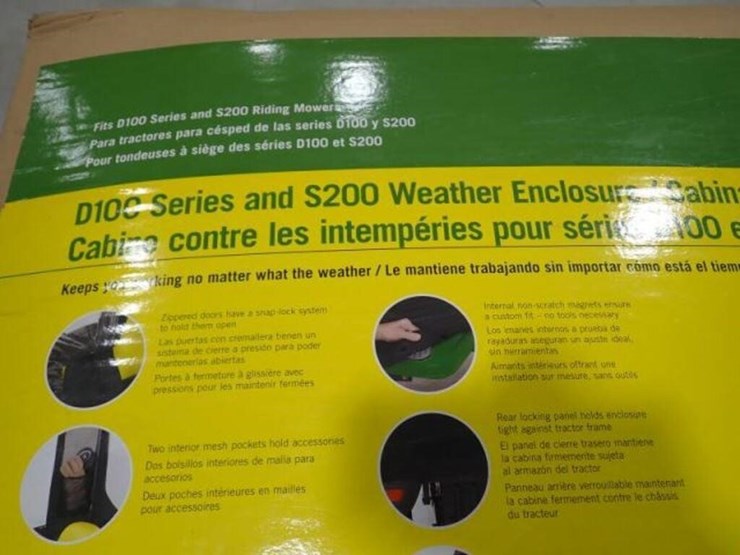 Fits D100 Series and S200 Riding Mowers
Para tractores para césped de las series D100 y S200
Pour tondeuses à siège des séries D100 et S200
D100 Series and S200 Weather Enclosure / Cabin
Cabine contre les intempéries pour séri D100 e
Keeps you working no matter what the weather / Le mantiene trabajando sin importar cómo está el tiem
Zippered doors have a snap-lock system
to hold them open
Las puertas con cremallera tienen un
sistema de cierre a presión para poder
mantenerlas abiertas
Portes à fermeture à glissière avec
pressions pour les maintenir fermées
Internal non-scratch magnets ensure
a custom fit - no tools necessary
Los imanes internos a prueba de
rayaduras aseguran un ajuste ideal,
sin herramientas
Aimants intérieurs offrant une
installation sur mesure, sans outils
Two interior mesh pockets hold accessories
Dos bolsillos interiores de malla para
accesorios
Deux poches intérieures en mailles
pour accessoires
Rear locking panel holds enclosure
tight against tractor frame
El panel de cierre trasero mantiene
la cabina firmemente sujeta
al armazón del tractor
Panneau arrière verrouillable maintenant
la cabine fermement contre le châssis
du tracteur